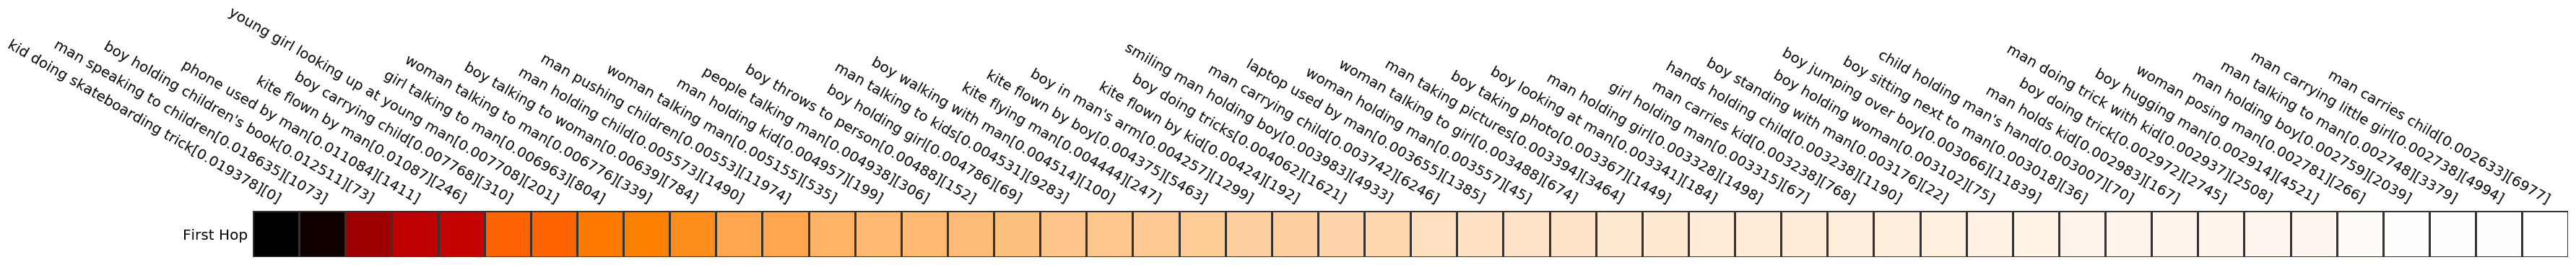 kid doing skateboarding trick[0.019378][0]
man speaking to children[0.018635][1073]
boy holding children's book[0.012511][73]
phone used by man[0.011084][1411]
kite flown by man[0.01087][246]
boy carrying child[0.007768][310]
young girl looking up at young man[0.007708][201]
girl talking to man[0.006963][804]
woman talking to man[0.006776][339]
boy talking to woman[0.00639][784]
man holding child[0.005573][1490]
man pushing children[0.00553][11974]
woman talking man[0.005155][535]
man holding kid[0.004957][199]
people talking man[0.004938][306]
boy throws to person[0.00488][152]
boy holding girl[0.004786][69]
man talking to kids[0.004531][9283]
boy walking with man[0.004514][100]
kite flying man[0.00444][247]
kite flown by boy[0.004375][5463]
boy in man's arm[0.004257][1299]
kite flown by kid[0.00424][192]
boy doing tricks[0.004062][1621]
smiling man holding boy[0.003983][4933]
man carrying child[0.003742][6246]
laptop used by man[0.003655][1385]
woman holding man[0.003557][45]
woman talking to girl[0.003488][674]
man taking pictures[0.003394][3464]
boy taking photo[0.003367][1449]
boy looking at man[0.003341][184]
man holding girl[0.003328][1498]
girl holding man[0.003315][67]
man carries kid[0.003238][768]
hands holding child[0.003238][1190]
boy standing with man[0.003176][22]
boy holding woman[0.003102][75]
boy jumping over boy[0.003066][11839]
boy sitting next to man[0.003018][36]
child holding man's hand[0.003007][70]
man holds kid[0.002983][167]
boy doing trick[0.002972][2745]
man doing trick with kid[0.002937][2508]
boy hugging man[0.002914][4521]
woman posing man[0.002781][266]
man holding boy[0.002759][2039]
man talking to man[0.002748][3379]
man carrying little girl[0.002738][4994]
man carries child[0.002633][6977]
First Hop